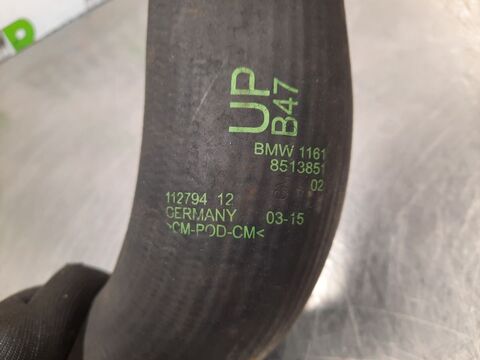 UP
B47
BMW 1161
8513851
02
112794 12
GERMANY 03-15
>CM-POD-CM<